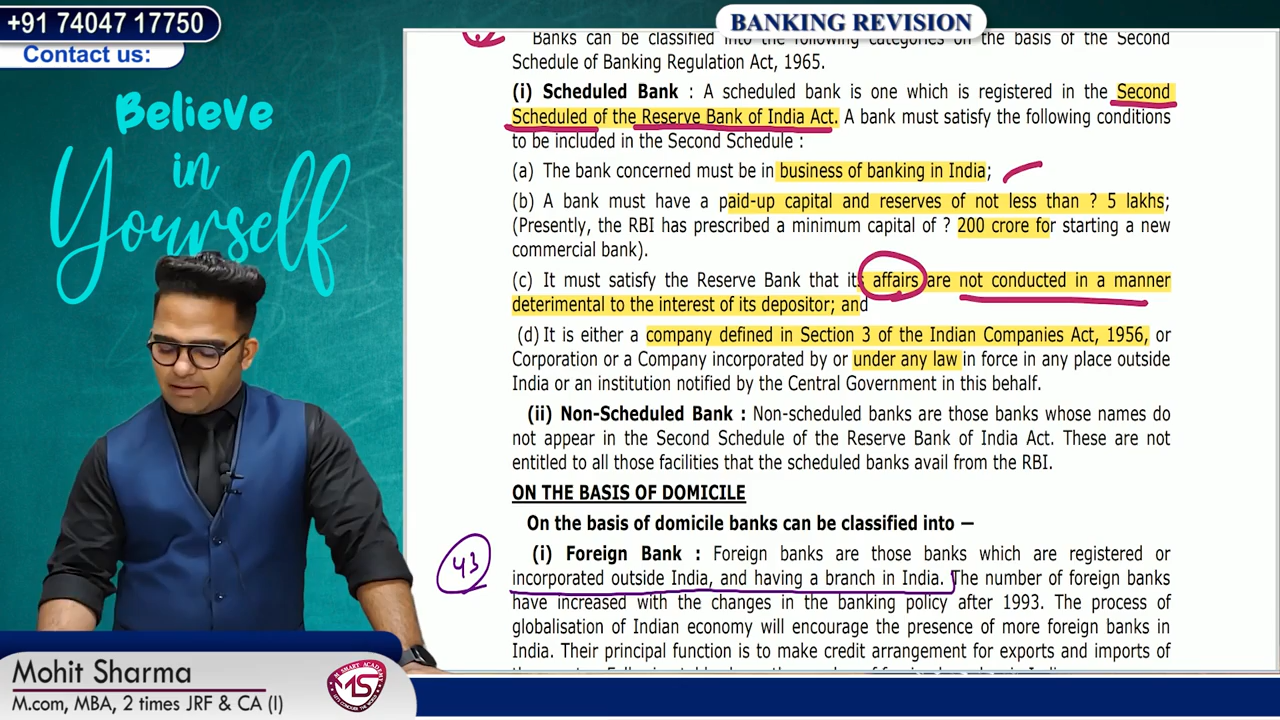 +91 74047 17750
Contact us:
BANKING REVISION
Believe
in
Yourself
Banks can be classified into the following categories on the basis of the Second
Schedule of Banking Regulation Act, 1965.
(i) Scheduled Bank : A scheduled bank is one which is registered in the Second
Scheduled of the Reserve Bank of India Act. A bank must satisfy the following conditions
to be included in the Second Schedule :
(a) The bank concerned must be in business of banking in India;
(b) A bank must have a paid-up capital and reserves of not less than ? 5 lakhs;
(Presently, the RBI has prescribed a minimum capital of ? 200 crore for starting a new
commercial bank).
(c) It must satisfy the Reserve Bank that its affairs are not conducted in a manner
deterimental to the interest of its depositor; and
(d) It is either a company defined in Section 3 of the Indian Companies Act, 1956, or
Corporation or a Company incorporated by or under any law in force in any place outside
India or an institution notified by the Central Government in this behalf.
(ii) Non-Scheduled Bank : Non-scheduled banks are those banks whose names do
not appear in the Second Schedule of the Reserve Bank of India Act. These are not
entitled to all those facilities that the scheduled banks avail from the RBI.
ON THE BASIS OF DOMICILE
On the basis of domicile banks can be classified into —
43
(i) Foreign Bank : Foreign banks are those banks which are registered or
incorporated outside India, and having a branch in India. The number of foreign banks
have increased with the changes in the banking policy after 1993. The process of
globalisation of Indian economy will encourage the presence of more foreign banks in
India. Their principal function is to make credit arrangement for exports and imports of
Mohit Sharma
M.com, MBA, 2 times JRF & CA (I)
MS